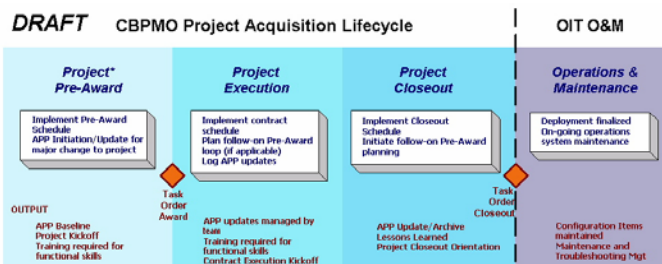 DRAFT CBPMO Project Acquisition Lifecycle
OIT O&M
Project*
Pre-Award
Implement Pre-Award
Schedule
APP Initiation/Update for
major change to project
OUTPUT
APP Baseline
Project Kickoff
Training required for
functional skills
Task
Order
Award
Project
Execution
Implement contract
schedule
Plan follow-on Pre-Award
loop (if applicable)
Log APP updates
APP updates managed by
team
Training required for
functional skills
Contract Execution Kickoff
Project
Closeout
Implement Closeout
Schedule
Initiate follow-on Pre-Award
planning
APP Update/Archive
Lessons Learned
Project Closeout Orientation
Task
Order
Closeout
Operations &
Maintenance
Deployment finalized
On-going operations
system maintenance
Configuration Items
maintained
Maintenance and
Troubleshooting Mgt